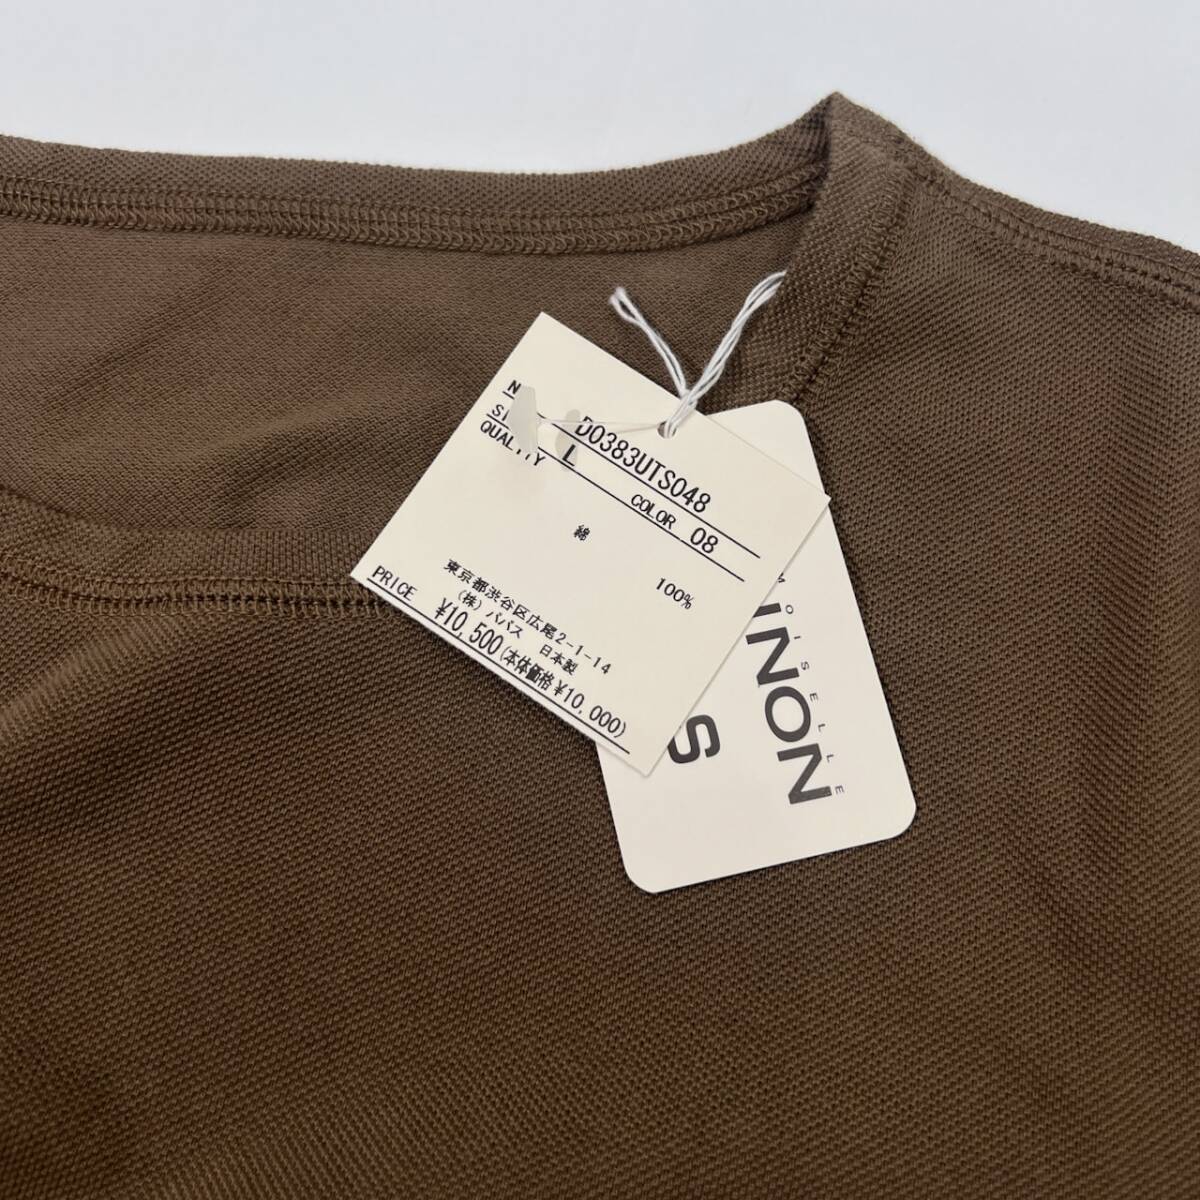 D0383UTS048
L COLOR 08
QUALITY
綿 100%
東京都渋谷区広尾2-1-14
(株)パパス 日本製
PRICE ¥10,500(本体価格¥10,000)